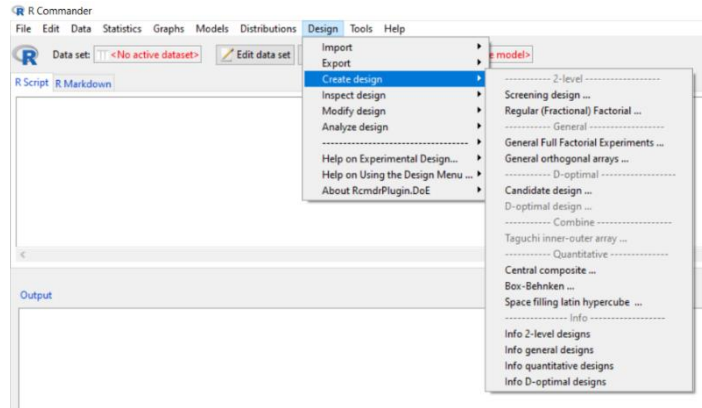 R Commander
File Edit Data Statistics Graphs Models Distributions Design Tools Help
R Data set: <No active dataset> Edit data set e model>
R Script R Markdown
Import
Export
Create design
Inspect design
Modify design
Analyze design
----------------------------------
Help on Experimental Design...
Help on Using the Design Menu ...
About RcmdrPlugin.DoE
----------- 2-level ------------------
Screening design ...
Regular (Fractional) Factorial ...
----------- General ------------------
General Full Factorial Experiments ...
General orthogonal arrays ...
----------- D-optimal ------------------
Candidate design ...
D-optimal design ...
----------- Combine ----------------
Taguchi inner-outer array ...
----------- Quantitative --------------
Central composite ...
Box-Behnken ...
Space filling latin hypercube ...
--------------- Info ------------------
Info 2-level designs
Info general designs
Info quantitative designs
Info D-optimal designs
Output